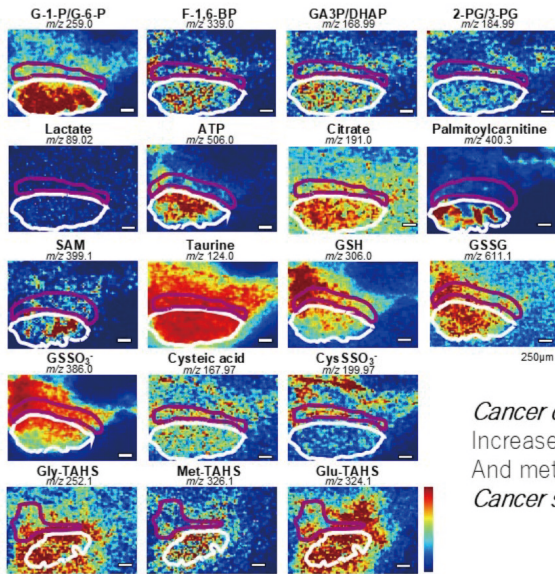 G-1-P/G-6-P F-1,6-BP GA3P/DHAP 2-PG/3-PG
m/z 259.0 m/z 339.0 m/z 168.99 m/z 184.99
Lactate ATP Citrate Palmitoylcarnitine
m/z 89.02 m/z 506.0 m/z 191.0 m/z 400.3
SAM Taurine GSH GSSG
m/z 399.1 m/z 124.0 m/z 306.0 m/z 611.1
250µm
GSSO₃⁻ Cysteic acid CysSSO₃⁻
m/z 386.0 m/z 167.97 m/z 199.97
Cancer
Increase
And met
Cancer s
Gly-TAHS Met-TAHS Glu-TAHS
m/z 252.1 m/z 326.1 m/z 324.1